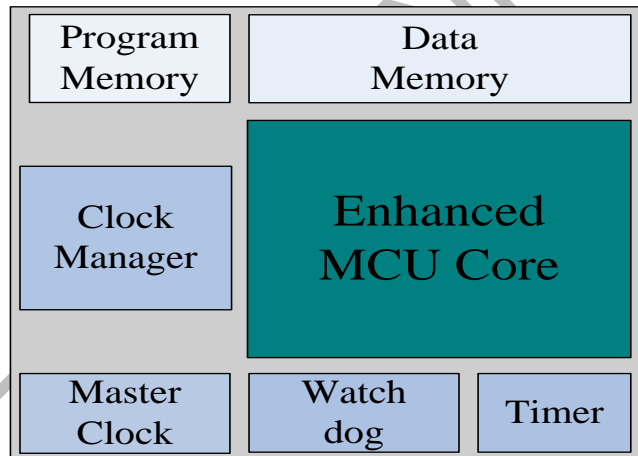 Program
Memory
Data
Memory
Clock
Manager
Enhanced
MCU Core
Master
Clock
Watch
dog
Timer